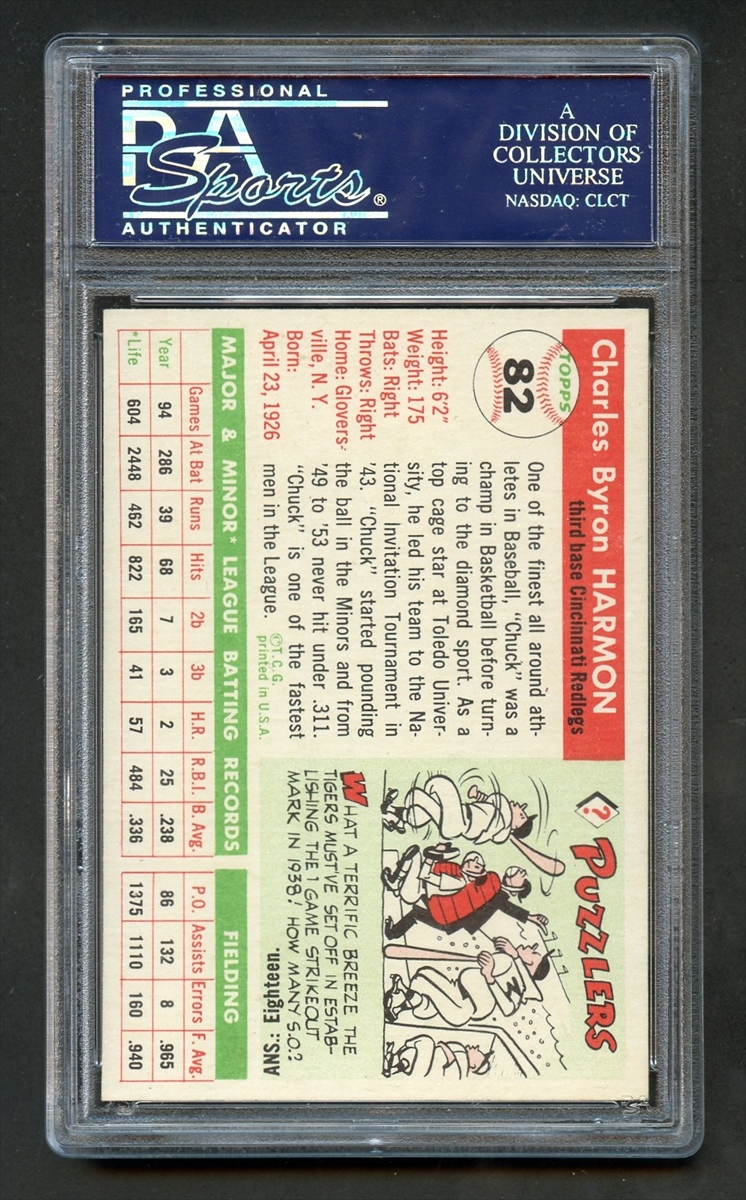 PROFESSIONAL
PSA
Sports®
AUTHENTICATOR
A
DIVISION OF
COLLECTORS
UNIVERSE
NASDAQ: CLCT
TOPPS
82
Charles Byron HARMON
third base Cincinnati Redlegs
Height: 6'2"
Weight: 175
Bats: Right
Throws: Right
Home: Glovers-
ville, N. Y.
Born:
April 23, 1926
One of the finest all around ath-
letes in Baseball, "Chuck" was a
champ in Basketball before turn-
ing to the diamond sport. As a
top cage star at Toledo Univer-
sity, he led his team to the Na-
tional Invitation Tournament in
'43. "Chuck" started pounding
the ball in the Minors and from
'49 to '53 never hit under .311.
"Chuck" is one of the fastest
men in the League.
©T.C.G.
printed in U.S.A.
? PUZZLERS
WHAT A TERRIFIC BREEZE THE
TIGERS MUST'VE SET OFF IN ESTAB-
LISHING THE 1 GAME STRIKEOUT
MARK IN 1938! HOW MANY S.O.?
ANS.: Eighteen.
MAJOR & MINOR* LEAGUE BATTING RECORDS FIELDING
Games At Bat Runs Hits 2b 3b H.R. R.B.I. B. Avg. P.O. Assists Errors F. Avg.
Year 94 286 39 68 7 3 2 25 .238 86 132 8 .965
*Life 604 2448 462 822 165 41 57 484 .336 1375 1110 160 .940